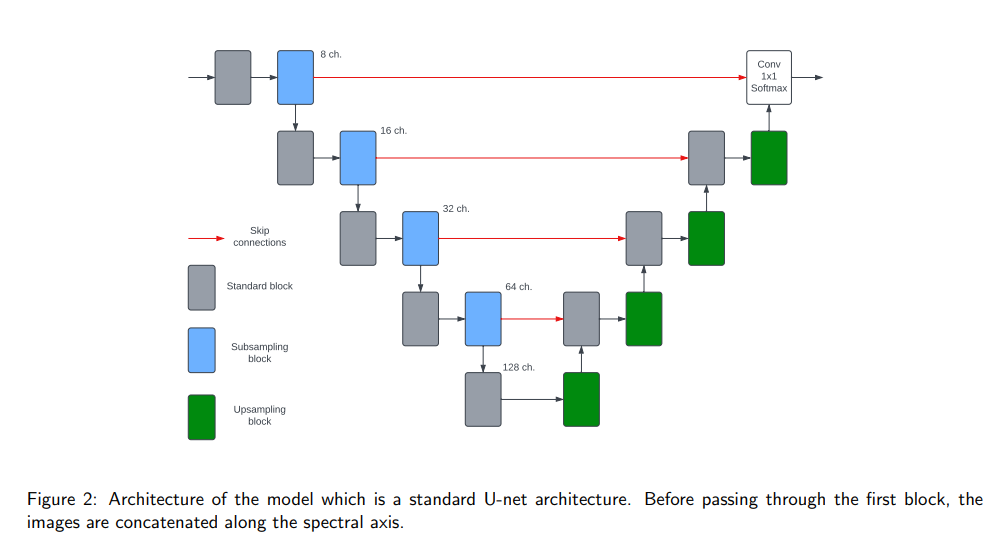 8 ch.
Conv
1x1
Softmax
16 ch.
32 ch.
Skip
connections
64 ch.
Standard block
Subsampling
block
128 ch.
Upsampling
block
Figure 2: Architecture of the model which is a standard U-net architecture. Before passing through the first block, the
images are concatenated along the spectral axis.